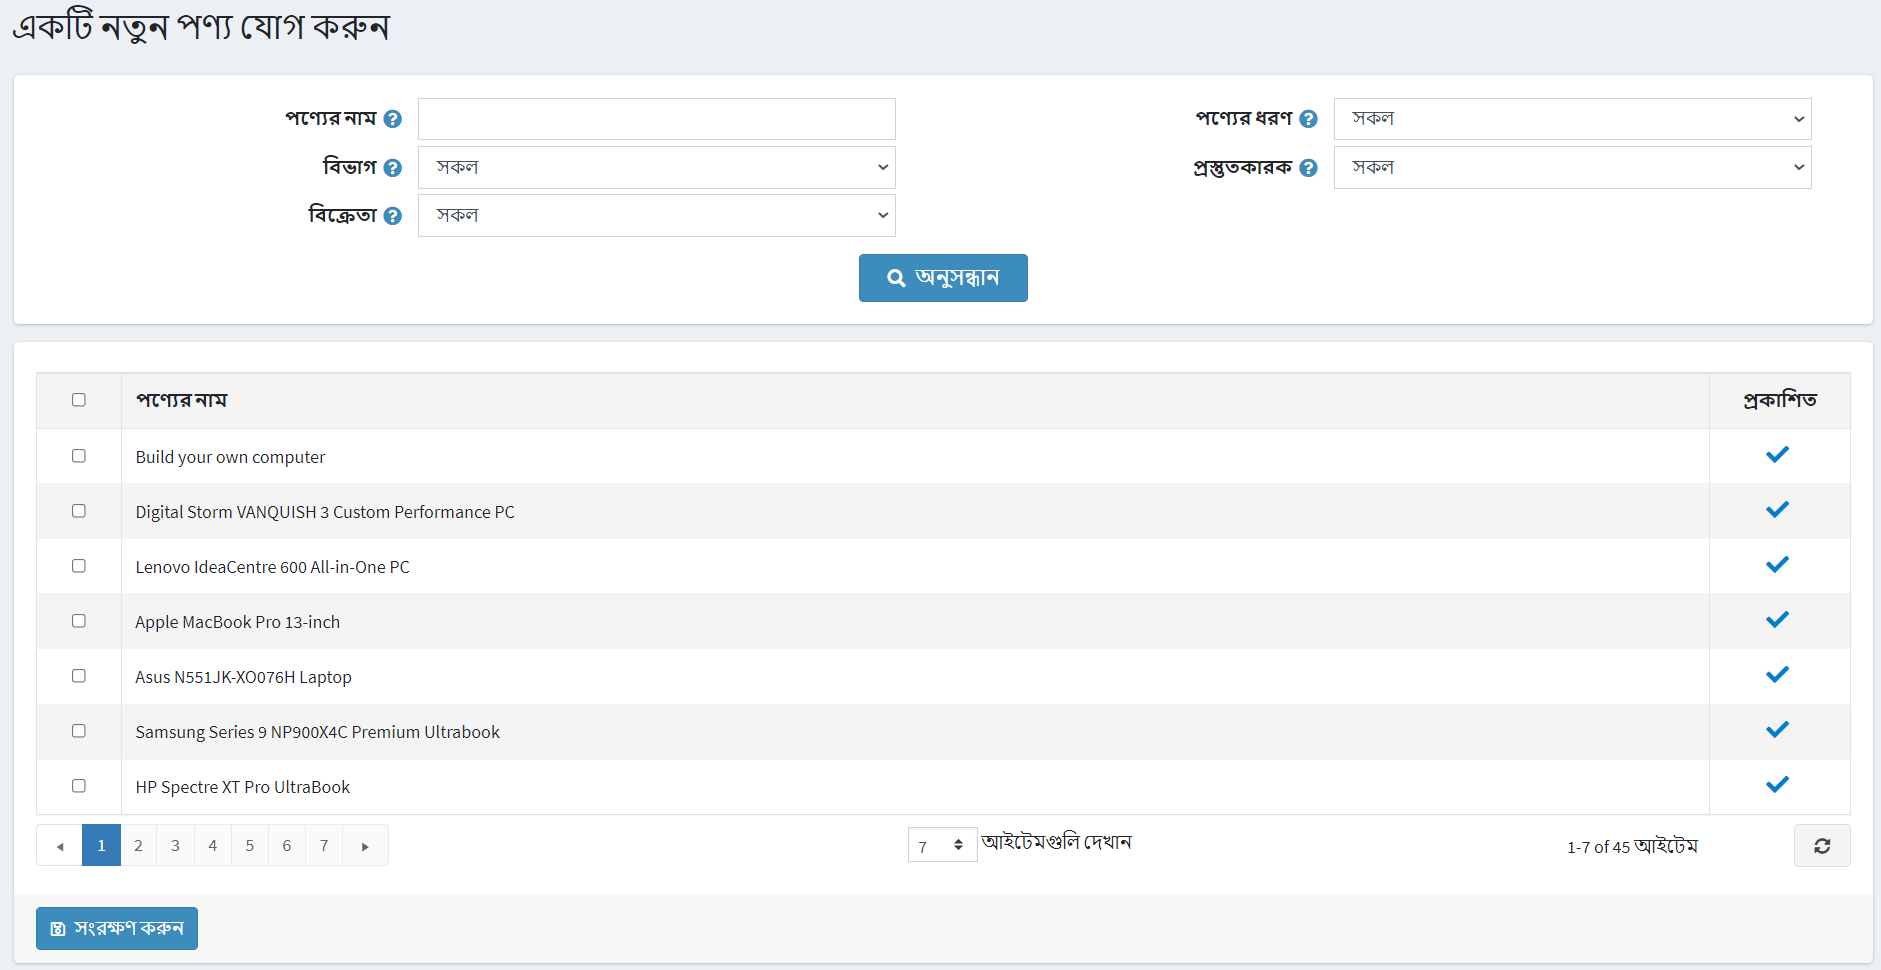 একটি নতুন পণ্য যোগ করুন
পণ্যের নাম
পণ্যের ধরণ সকল
বিভাগ সকল
প্রস্তুতকারক সকল
বিক্রেতা সকল
অনুসন্ধান
পণ্যের নাম প্রকাশিত
Build your own computer
Digital Storm VANQUISH 3 Custom Performance PC
Lenovo IdeaCentre 600 All-in-One PC
Apple MacBook Pro 13-inch
Asus N551JK-XO076H Laptop
Samsung Series 9 NP900X4C Premium Ultrabook
HP Spectre XT Pro UltraBook
1 2 3 4 5 6 7
7 আইটেমগুলি দেখান
1-7 of 45 আইটেম
সংরক্ষণ করুন